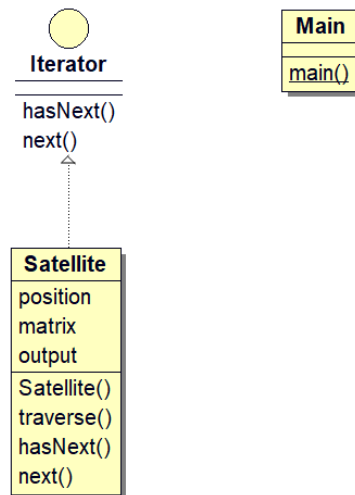 Iterator
hasNext()
next()
Main
main()
Satellite
position
matrix
output
Satellite()
traverse()
hasNext()
next()